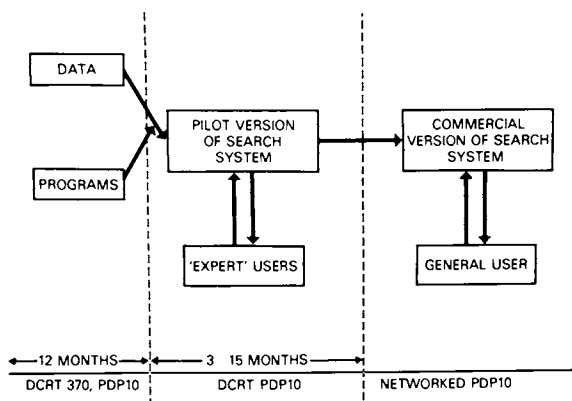 DATA
PROGRAMS
PILOT VERSION
OF SEARCH
SYSTEM
COMMERCIAL
VERSION OF SEARCH
SYSTEM
'EXPERT' USERS
GENERAL USER
12 MONTHS
3 15 MONTHS
DCRT 370, PDP10
DCRT PDP10
NETWORKED PDP10